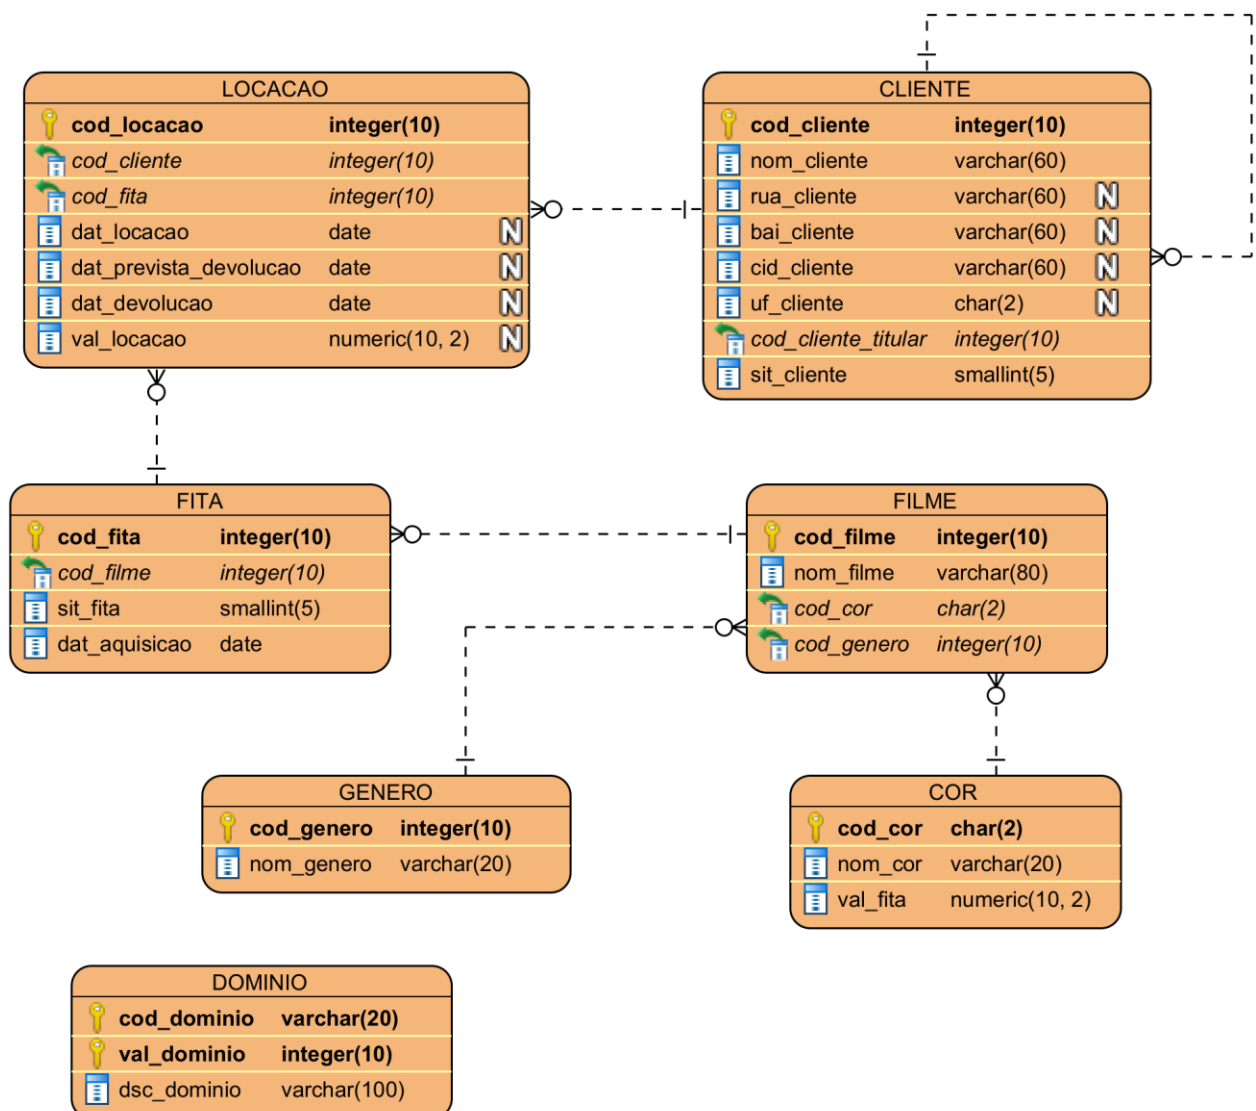 LOCACAO
cod_locacao integer(10)
cod_cliente integer(10)
cod_fita integer(10)
dat_locacao date N
dat_prevista_devolucao date N
dat_devolucao date N
val_locacao numeric(10, 2) N
CLIENTE
cod_cliente integer(10)
nom_cliente varchar(60)
rua_cliente varchar(60) N
bai_cliente varchar(60) N
cid_cliente varchar(60) N
uf_cliente char(2) N
cod_cliente_titular integer(10)
sit_cliente smallint(5)
FITA
cod_fita integer(10)
cod_filme integer(10)
sit_fita smallint(5)
dat_aquisicao date
FILME
cod_filme integer(10)
nom_filme varchar(80)
cod_cor char(2)
cod_genero integer(10)
GENERO
cod_genero integer(10)
nom_genero varchar(20)
COR
cod_cor char(2)
nom_cor varchar(20)
val_fita numeric(10, 2)
DOMINIO
cod_dominio varchar(20)
val_dominio integer(10)
dsc_dominio varchar(100)